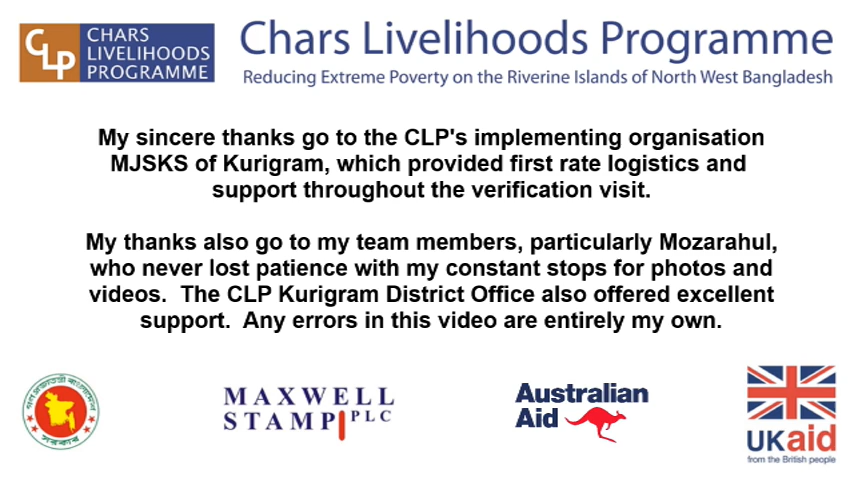 CLP
CHARS
LIVELIHOODS
PROGRAMME
Chars Livelihoods Programme
Reducing Extreme Poverty on the Riverine Islands of North West Bangladesh
My sincere thanks go to the CLP's implementing organisation
MJSKS of Kurigram, which provided first rate logistics and
support throughout the verification visit.
My thanks also go to my team members, particularly Mozarahul,
who never lost patience with my constant stops for photos and
videos.  The CLP Kurigram District Office also offered excellent
support.  Any errors in this video are entirely my own.
গণপ্রজাতন্ত্রী বাংলাদেশ
সরকার
MAXWELL
STAMP PLC
Australian
Aid
UKaid
from the British people